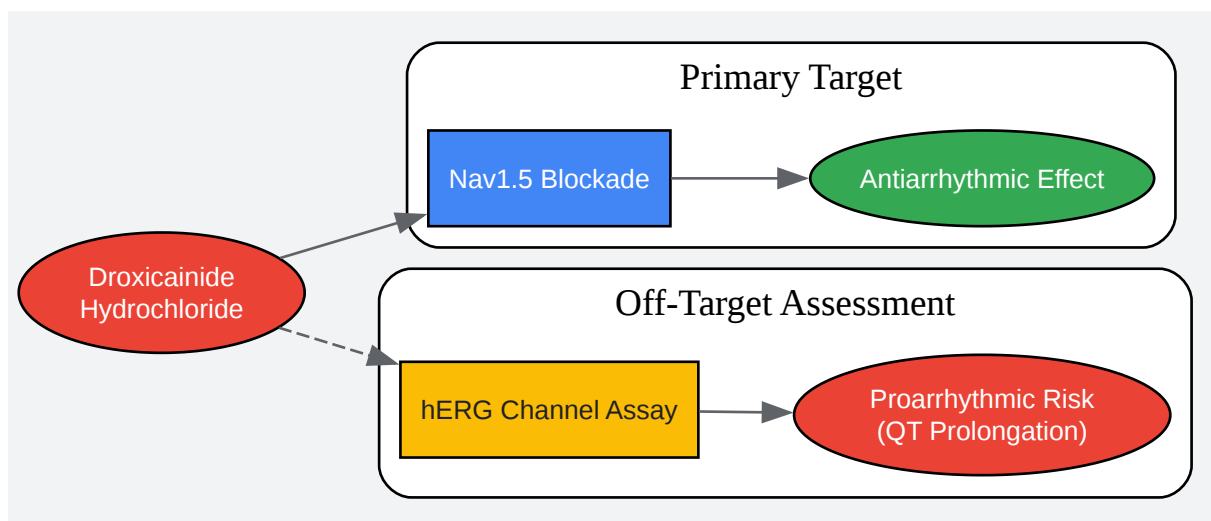 Primary Target
Nav1.5 Blockade
Antiarrhythmic Effect
Droxicainide
Hydrochloride
Off-Target Assessment
hERG Channel Assay
Proarrhythmic Risk
(QT Prolongation)